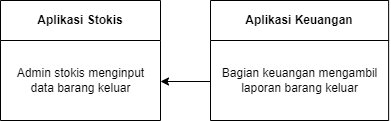 Aplikasi Stokis
Admin stokis menginput
data barang keluar
Aplikasi Keuangan
Bagian keuangan mengambil
laporan barang keluar